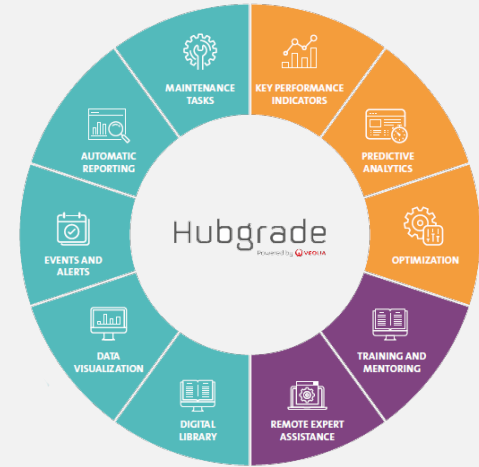 MAINTENANCE
TASKS
KEY PERFORMANCE
INDICATORS
AUTOMATIC
REPORTING
PREDICTIVE
ANALYTICS
EVENTS AND
ALERTS
Hubgrade
Powered by VEOLIA
OPTIMIZATION
DATA
VISUALIZATION
TRAINING AND
MENTORING
DIGITAL
LIBRARY
REMOTE EXPERT
ASSISTANCE